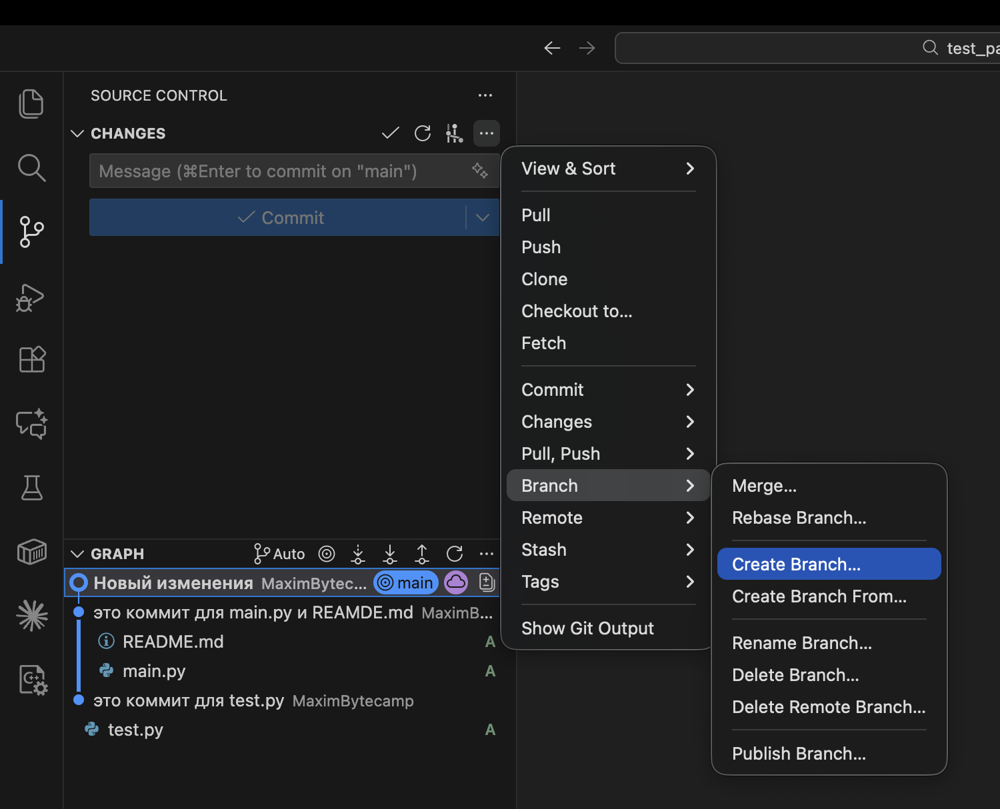 test_pa
SOURCE CONTROL
CHANGES
Message (⌘Enter to commit on "main")
Commit
View & Sort
Pull
Push
Clone
Checkout to...
Fetch
Commit
Changes
Pull, Push
Branch
Remote
Stash
Tags
Show Git Output
Merge...
Rebase Branch...
Create Branch...
Create Branch From...
Rename Branch...
Delete Branch...
Delete Remote Branch...
Publish Branch...
GRAPH
Auto
Новый изменения MaximBytec... main
это коммит для main.py и REAMDE.md MaximB...
README.md A
main.py A
это коммит для test.py MaximBytecamp
test.py A
C++